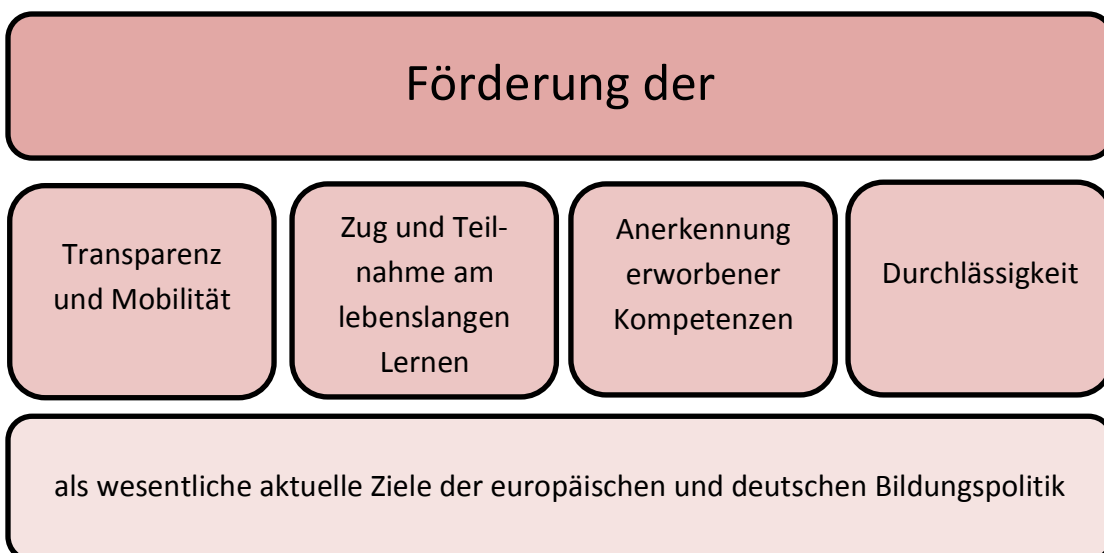 Förderung der
Transparenz
und Mobilität
Zug und Teil-
nahme am
lebenslangen
Lernen
Anerkennung
erworbener
Kompetenzen
Durchlässigkeit
als wesentliche aktuelle Ziele der europäischen und deutschen Bildungspolitik